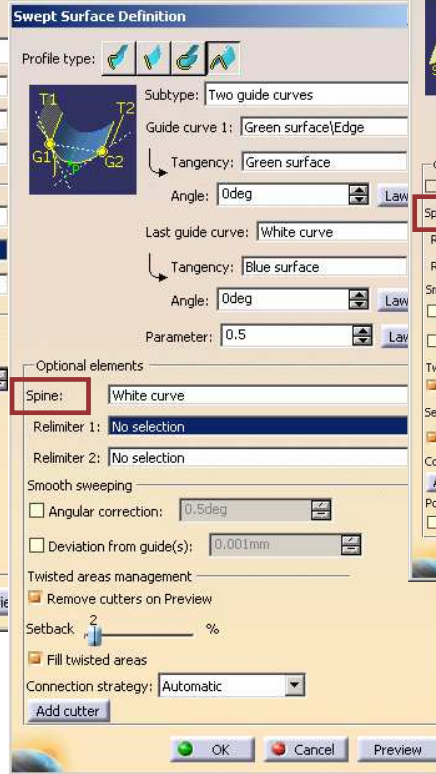 Swept Surface Definition
Profile type:
T1
T2
G1
G2
P
Subtype: Two guide curves
Guide curve 1: Green surface\Edge
Tangency: Green surface
Angle: 0deg
Law
Last guide curve: White curve
Tangency: Blue surface
Angle: 0deg
Law
Parameter: 0.5
Optional elements
Spine: White curve
Relimiter 1: No selection
Relimiter 2: No selection
Smooth sweeping
Angular correction: 0.5deg
Deviation from guide(s): 0.001mm
Twisted areas management
Remove cutters on Preview
Setback 2 %
Fill twisted areas
Connection strategy: Automatic
Add cutter
OK Cancel Preview